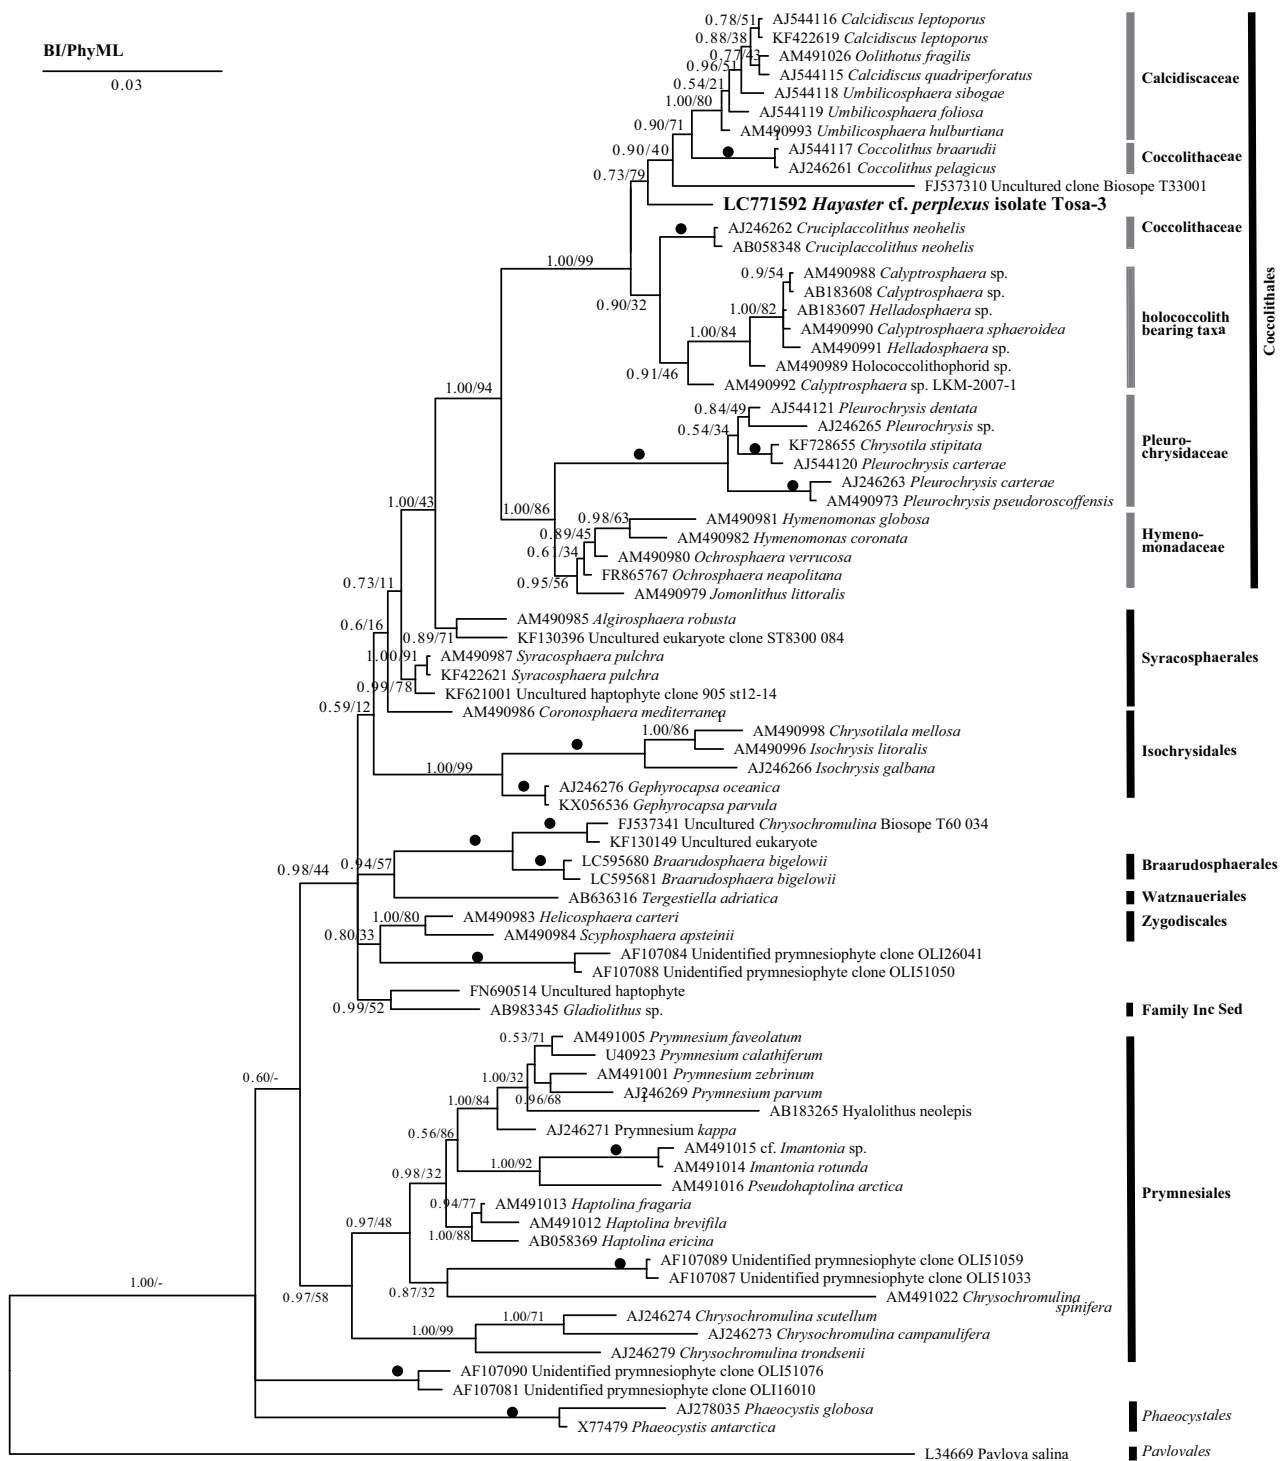 BI/PhyML
0.03
0.78/51
AJ544116 Calcidiscus leptoporus
0.88/38
KF422619 Calcidiscus leptoporus
0.77/43
AM491026 Oolithotus fragilis
0.96/51
AJ544115 Calcidiscus quadriperforatus
Calcidiscaceae
0.54/21
AJ544118 Umbilicosphaera sibogae
1.00/80
AJ544119 Umbilicosphaera foliosa
0.90/71
AM490993 Umbilicosphaera hulburtiana
0.90/40
AJ544117 Coccolithus braarudii
Coccolithaceae
AJ246261 Coccolithus pelagicus
0.73/79
FJ537310 Uncultured clone Biosope T33001
LC771592 Hayaster cf. perplexus isolate Tosa-3
AJ246262 Cruciplaccolithus neohelis
Coccolithaceae
AB058348 Cruciplaccolithus neohelis
1.00/99
0.9/54
AM490988 Calyptrosphaera sp.
AB183608 Calyptrosphaera sp.
0.90/32
1.00/82
AB183607 Helladosphaera sp.
holococcolith
bearing taxa
AM490990 Calyptrosphaera sphaeroidea
1.00/84
AM490991 Helladosphaera sp.
AM490989 Holococcolithophorid sp.
0.91/46
AM490992 Calyptrosphaera sp. LKM-2007-1
Coccolithales
1.00/94
0.84/49
AJ544121 Pleurochrysis dentata
0.54/34
AJ246265 Pleurochrysis sp.
KF728655 Chrysotila stipitata
Pleuro-
chrysidaceae
AJ544120 Pleurochrysis carterae
AJ246263 Pleurochrysis carterae
1.00/43
AM490973 Pleurochrysis pseudoroscoffensis
1.00/86
0.98/63
AM490981 Hymenomonas globosa
0.89/45
AM490982 Hymenomonas coronata
Hymeno-
monadaceae
0.61/34
AM490980 Ochrosphaera verrucosa
FR865767 Ochrosphaera neapolitana
0.95/56
AM490979 Jomonlithus littoralis
0.73/11
AM490985 Algirosphaera robusta
0.6/16
0.89/71
KF130396 Uncultured eukaryote clone ST8300 084
1.00/91
AM490987 Syracosphaera pulchra
Syracosphaerales
KF422621 Syracosphaera pulchra
0.99/78
KF621001 Uncultured haptophyte clone 905 st12-14
0.59/12
AM490986 Coronosphaera mediterranea
1.00/86
AM490998 Chrysotilala mellosa
AM490996 Isochrysis litoralis
Isochrysidales
1.00/99
AJ246266 Isochrysis galbana
AJ246276 Gephyrocapsa oceanica
KX056536 Gephyrocapsa parvula
FJ537341 Uncultured Chrysochromulina Biosope T60 034
KF130149 Uncultured eukaryote
0.98/44
0.94/57
LC595680 Braarudosphaera bigelowii
Braarudosphaerales
LC595681 Braarudosphaera bigelowii
AB636316 Tergestiella adriatica
Watznaueriales
1.00/80
AM490983 Helicosphaera carteri
Zygodiscales
0.80/33
AM490984 Scyphosphaera apsteinii
AF107084 Unidentified prymnesiophyte clone OLI26041
AF107088 Unidentified prymnesiophyte clone OLI51050
FN690514 Uncultured haptophyte
0.99/52
AB983345 Gladiolithus sp.
Family Inc Sed
0.53/71
AM491005 Prymnesium faveolatum
U40923 Prymnesium calathiferum
0.60/-
1.00/32
AM491001 Prymnesium zebrinum
AJ246269 Prymnesium parvum
1.00/84
0.96/68
AB183265 Hyalolithus neolepis
0.56/86
AJ246271 Prymnesium kappa
AM491015 cf. Imantonia sp.
1.00/92
AM491014 Imantonia rotunda
0.98/32
AM491016 Pseudohaptolina arctica
Prymnesiales
0.94/77
AM491013 Haptolina fragaria
0.97/48
AM491012 Haptolina brevifila
1.00/88
AB058369 Haptolina ericina
AF107089 Unidentified prymnesiophyte clone OLI51059
1.00/-
AF107087 Unidentified prymnesiophyte clone OLI51033
0.97/58
0.87/32
AM491022 Chrysochromulina
spinifera
1.00/71
AJ246274 Chrysochromulina scutellum
1.00/99
AJ246273 Chrysochromulina campanulifera
AJ246279 Chrysochromulina trondsenii
AF107090 Unidentified prymnesiophyte clone OLI51076
AF107081 Unidentified prymnesiophyte clone OLI16010
AJ278035 Phaeocystis globosa
Phaeocystales
X77479 Phaeocystis antarctica
L34669 Pavlova salina
Pavlovales